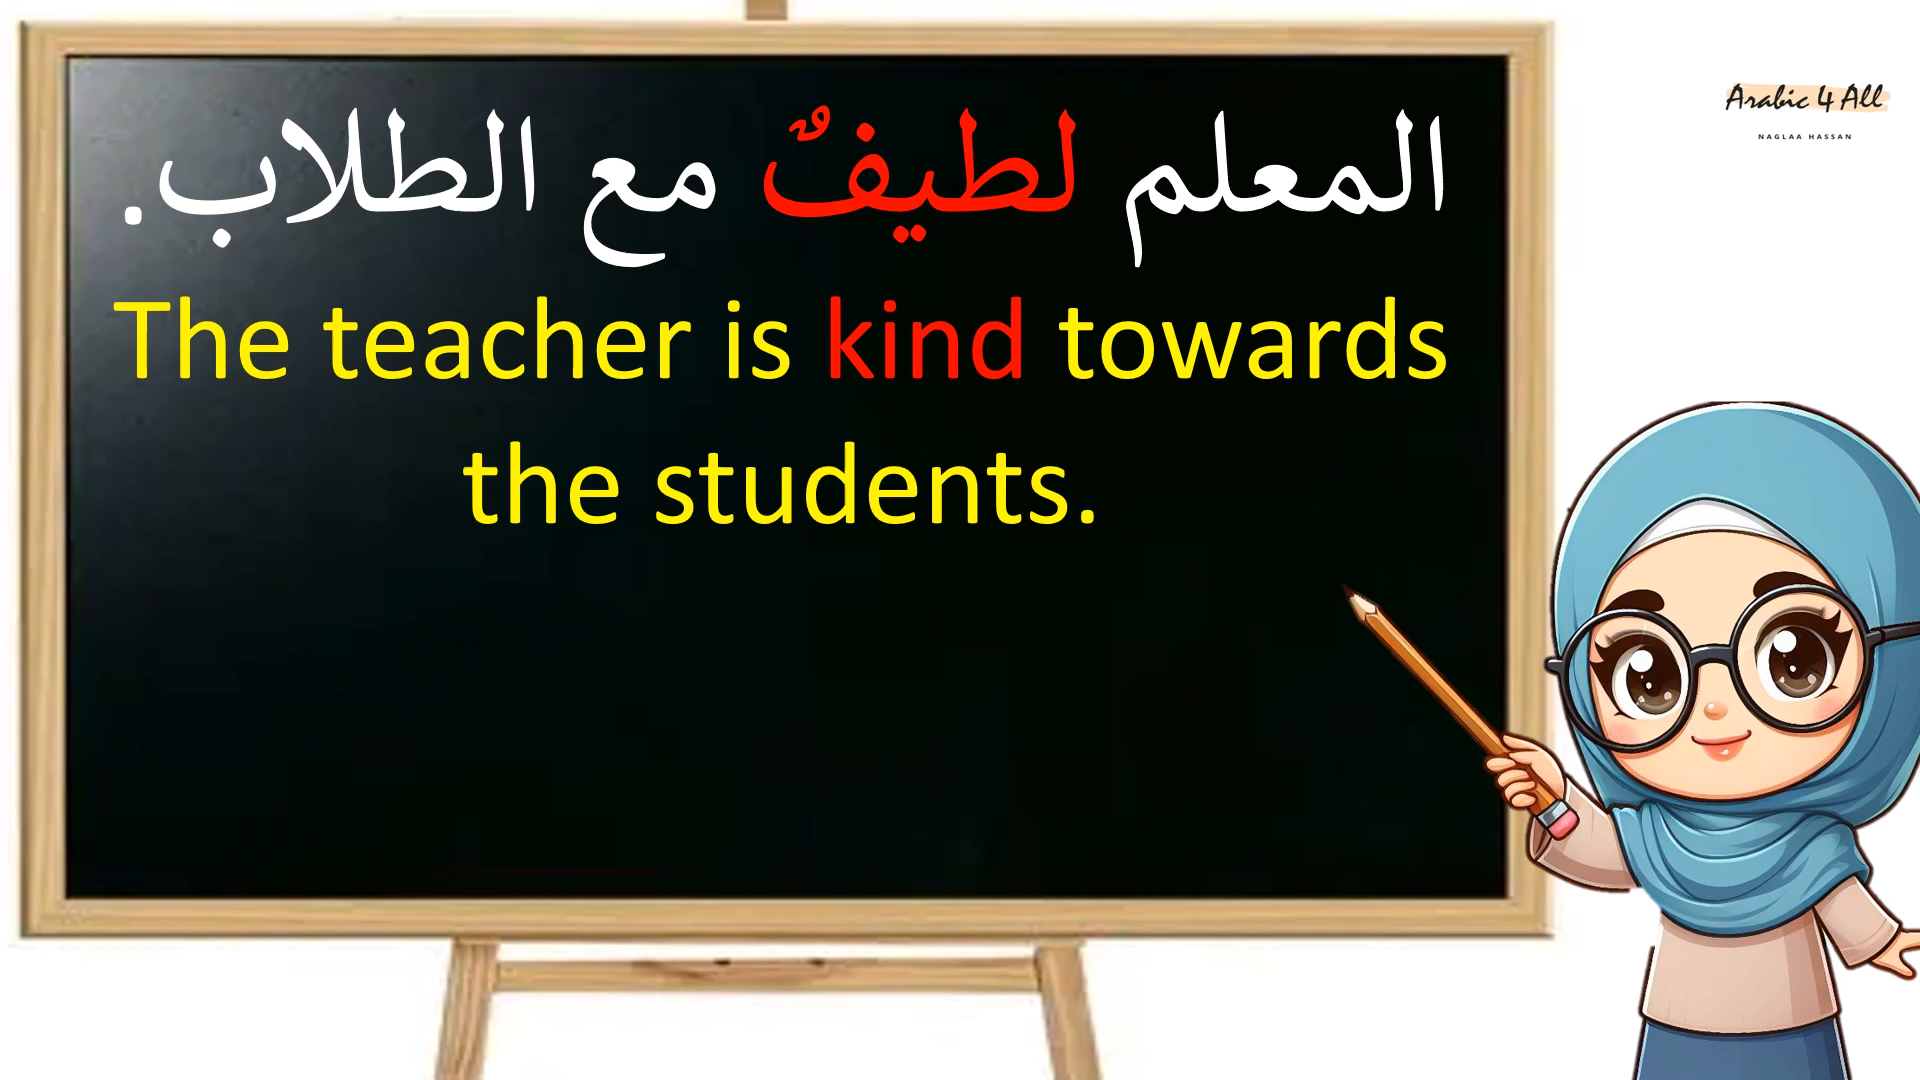 المعلم لطيفٌ مع الطلاب.
The teacher is kind towards
the students.
Arabic 4 All
NAGLAA HASSAN